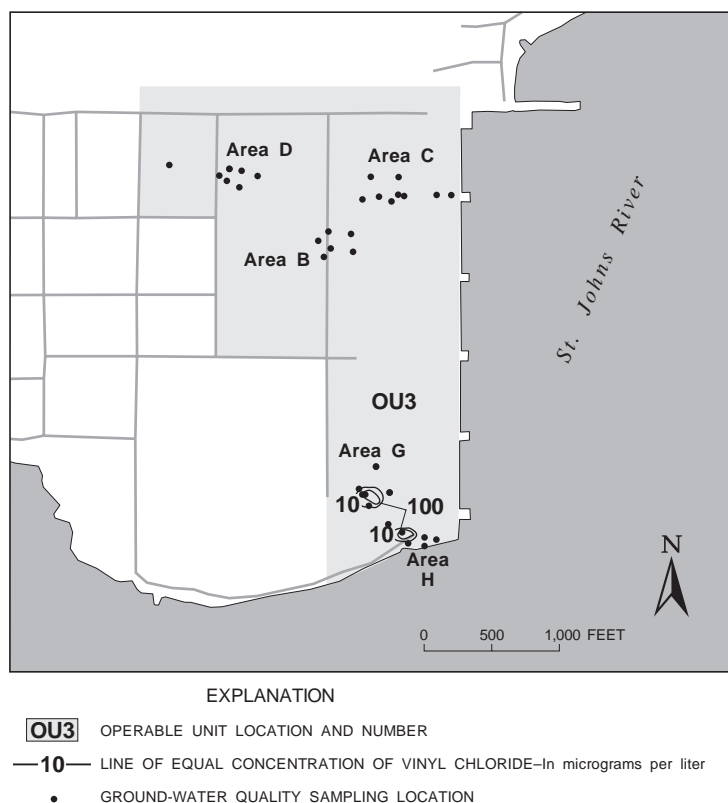 Area D
Area C
Area B
St. Johns River
OU3
Area G
10
100
10
Area
H
N
0 500 1,000 FEET
EXPLANATION
OU3 OPERABLE UNIT LOCATION AND NUMBER
10 LINE OF EQUAL CONCENTRATION OF VINYL CHLORIDE–In micrograms per liter
GROUND-WATER QUALITY SAMPLING LOCATION